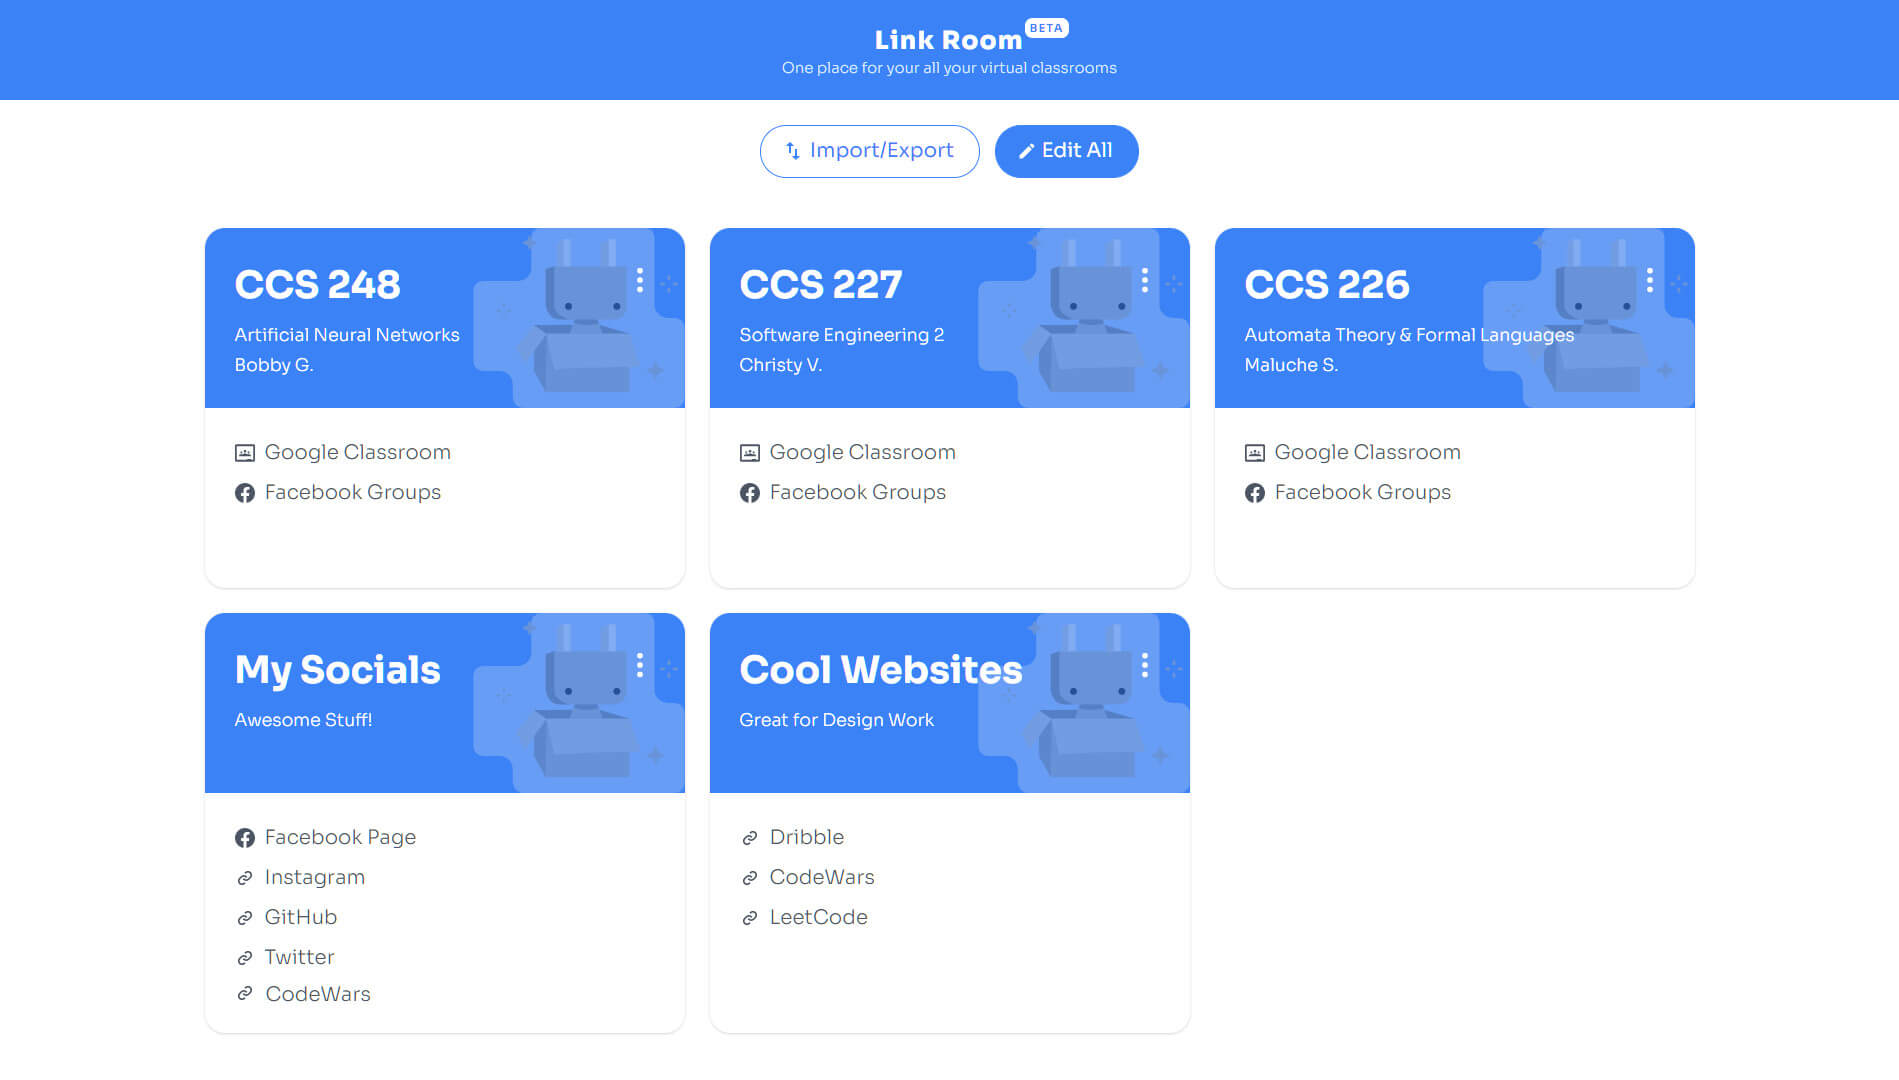 Link Room BETA
One place for your all your virtual classrooms
Import/Export
Edit All
CCS 248
Artificial Neural Networks
Bobby G.
Google Classroom
Facebook Groups
CCS 227
Software Engineering 2
Christy V.
Google Classroom
Facebook Groups
CCS 226
Automata Theory & Formal Languages
Maluche S.
Google Classroom
Facebook Groups
My Socials
Awesome Stuff!
Facebook Page
Instagram
GitHub
Twitter
CodeWars
Cool Websites
Great for Design Work
Dribble
CodeWars
LeetCode